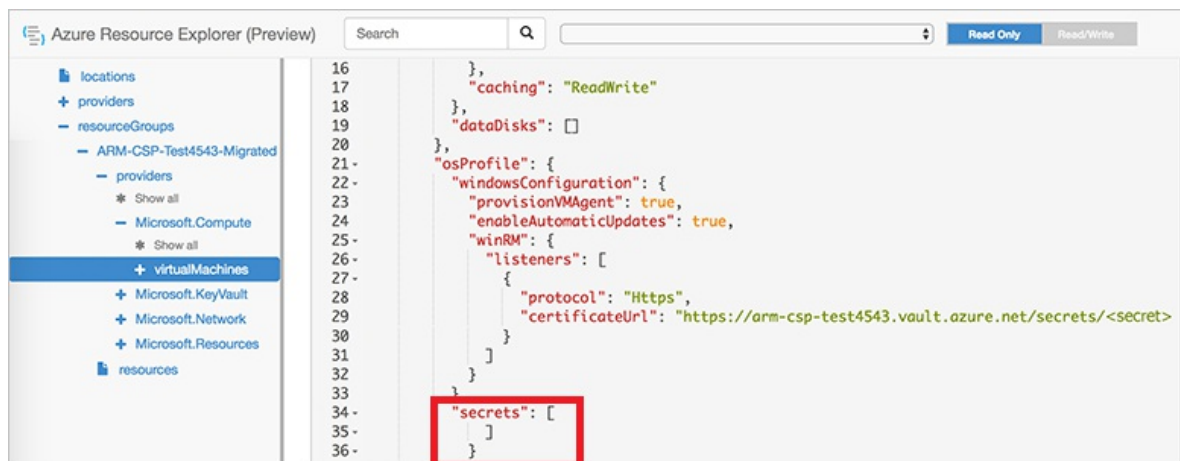 Azure Resource Explorer (Preview) Search Read Only Read/Write
locations
+ providers
− resourceGroups
− ARM-CSP-Test4543-Migrated
− providers
✱ Show all
− Microsoft.Compute
✱ Show all
+ virtualMachines
+ Microsoft.KeyVault
+ Microsoft.Network
+ Microsoft.Resources
resources
16 },
17 "caching": "ReadWrite"
18 },
19 "dataDisks": []
20 },
21 - "osProfile": {
22 - "windowsConfiguration": {
23 "provisionVMAgent": true,
24 "enableAutomaticUpdates": true,
25 - "winRM": {
26 - "listeners": [
27 - {
28 "protocol": "Https",
29 "certificateUrl": "https://arm-csp-test4543.vault.azure.net/secrets/<secret>
30 }
31 ]
32 }
33 }
34 - "secrets": [
35 - ]
36 - }